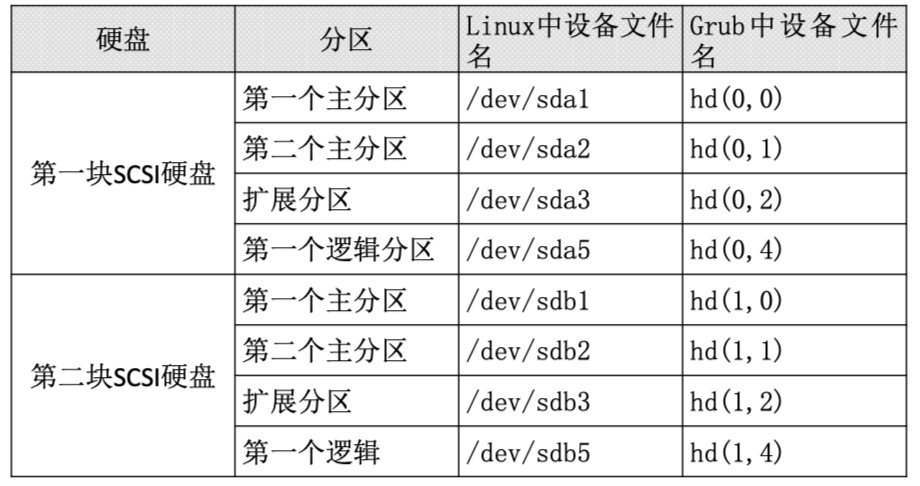 硬盘 分区 Linux中设备文件名 Grub中设备文件名
第一块SCSI硬盘 第一个主分区 /dev/sda1 hd(0,0)
第二个主分区 /dev/sda2 hd(0,1)
扩展分区 /dev/sda3 hd(0,2)
第一个逻辑分区 /dev/sda5 hd(0,4)
第二块SCSI硬盘 第一个主分区 /dev/sdb1 hd(1,0)
第二个主分区 /dev/sdb2 hd(1,1)
扩展分区 /dev/sdb3 hd(1,2)
第一个逻辑 /dev/sdb5 hd(1,4)